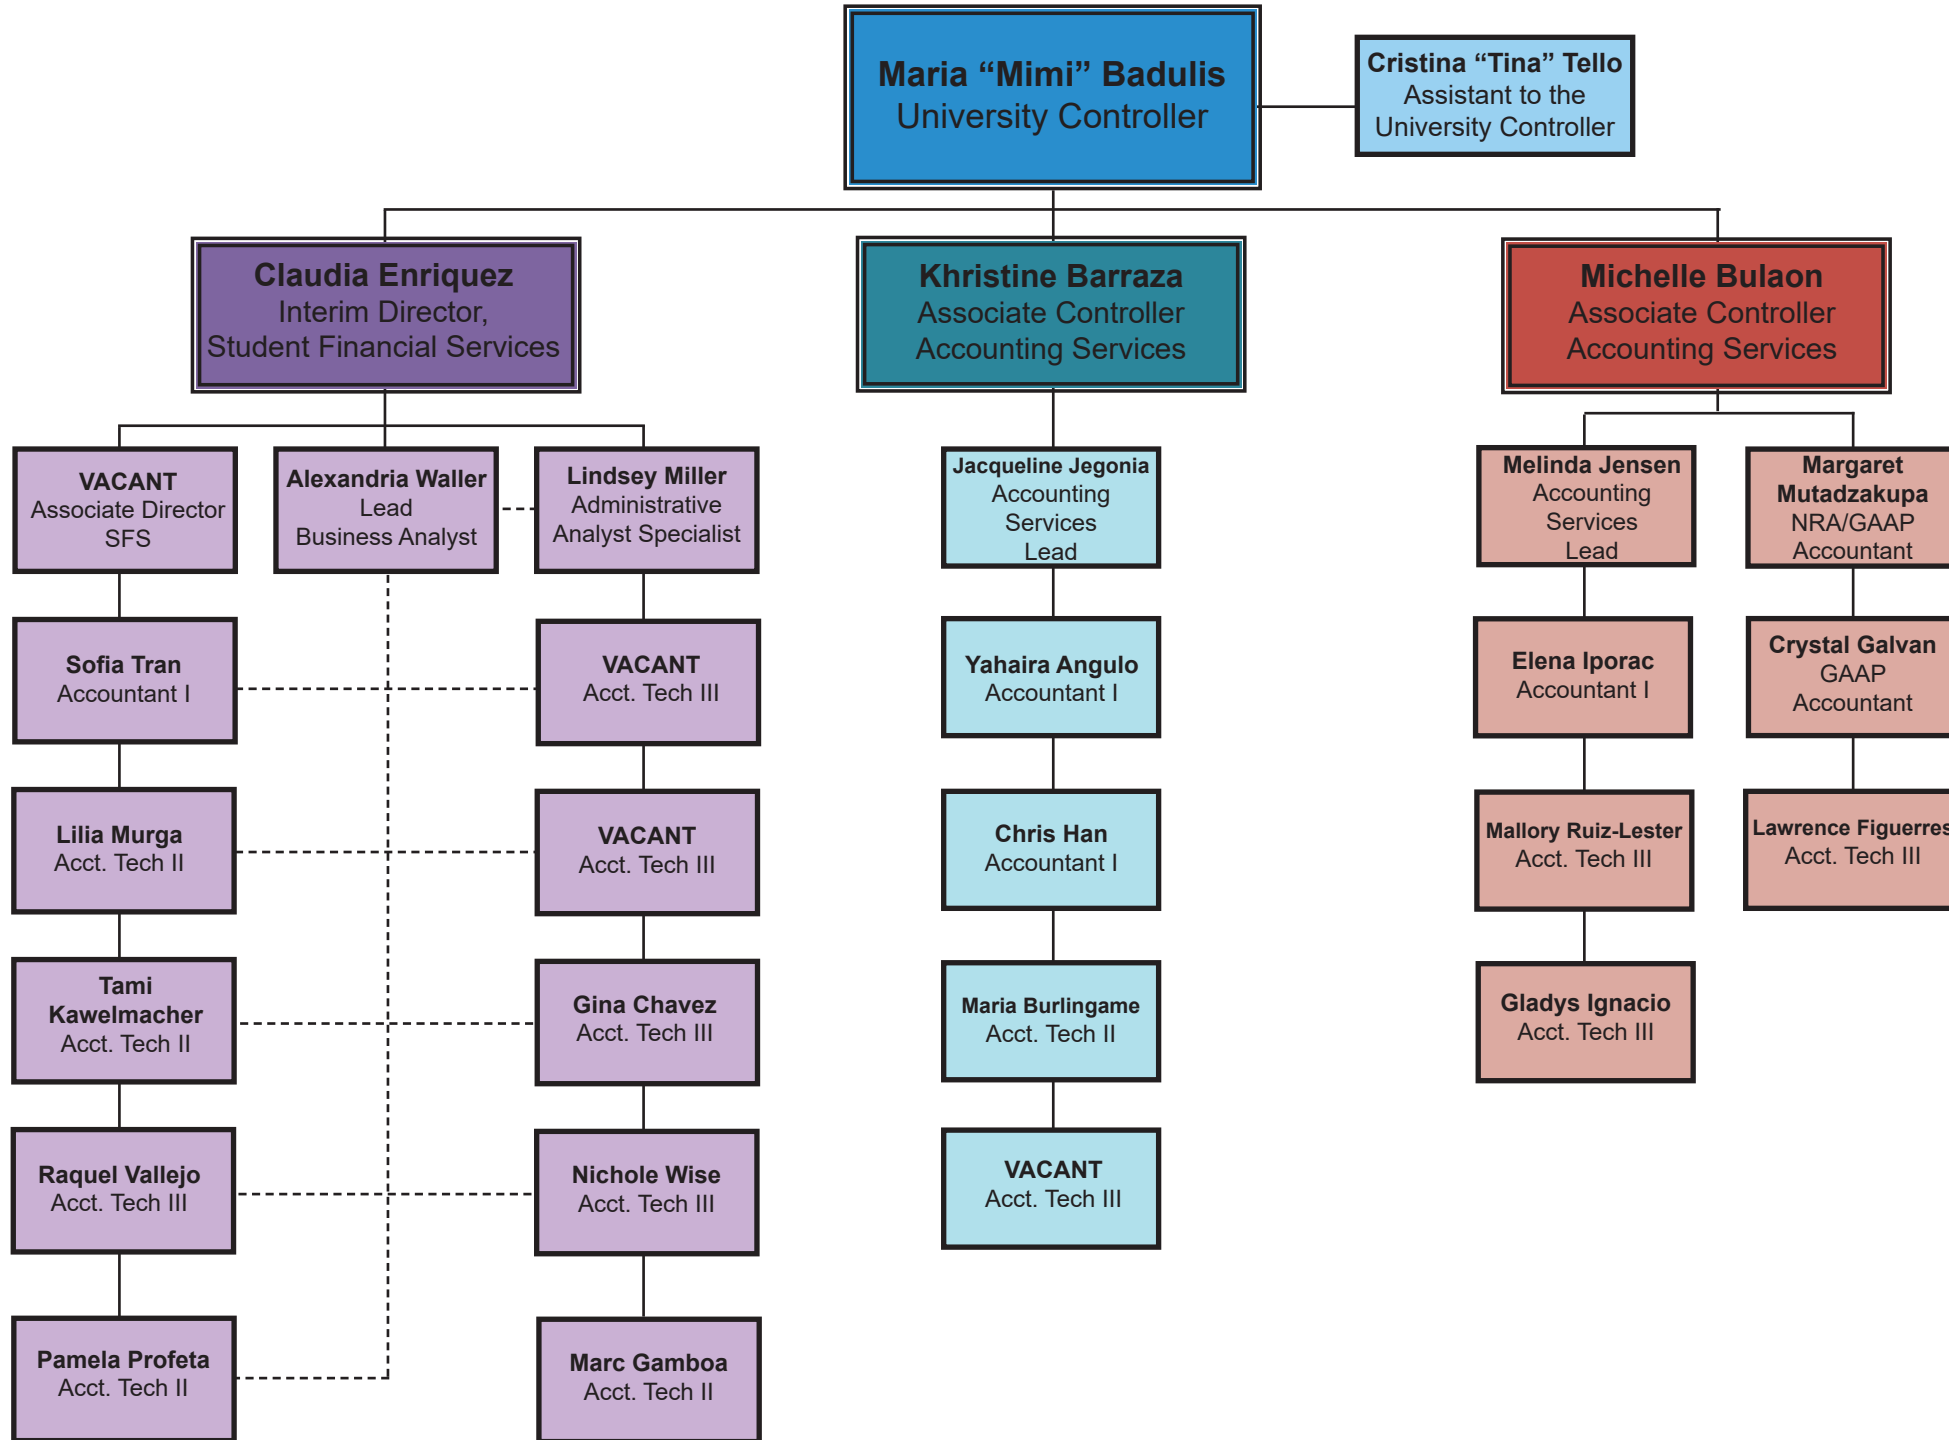 Maria “Mimi” Badulis
University Controller
Cristina “Tina” Tello
Assistant to the
University Controller
Claudia Enriquez
Interim Director,
Student Financial Services
Khristine Barraza
Associate Controller
Accounting Services
Michelle Bulaon
Associate Controller
Accounting Services
VACANT
Associate Director
SFS
Alexandria Waller
Lead
Business Analyst
Lindsey Miller
Administrative
Analyst Specialist
Jacqueline Jegonia
Accounting
Services
Lead
Melinda Jensen
Accounting
Services
Lead
Margaret
Mutadzakupa
NRA/GAAP
Accountant
Sofia Tran
Accountant I
VACANT
Acct. Tech III
Yahaira Angulo
Accountant I
Elena Iporac
Accountant I
Crystal Galvan
GAAP
Accountant
Lilia Murga
Acct. Tech II
VACANT
Acct. Tech III
Chris Han
Accountant I
Mallory Ruiz-Lester
Acct. Tech III
Lawrence Figuerres
Acct. Tech III
Tami
Kawelmacher
Acct. Tech II
Gina Chavez
Acct. Tech III
Maria Burlingame
Acct. Tech II
Gladys Ignacio
Acct. Tech III
Raquel Vallejo
Acct. Tech III
Nichole Wise
Acct. Tech III
VACANT
Acct. Tech III
Pamela Profeta
Acct. Tech II
Marc Gamboa
Acct. Tech II